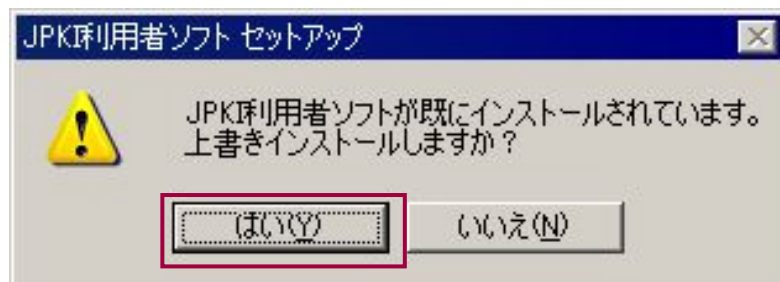 JPKI利用者ソフト セットアップ
JPKI利用者ソフトが既にインストールされています。
上書きインストールしますか？
はい(Y)
いいえ(N)